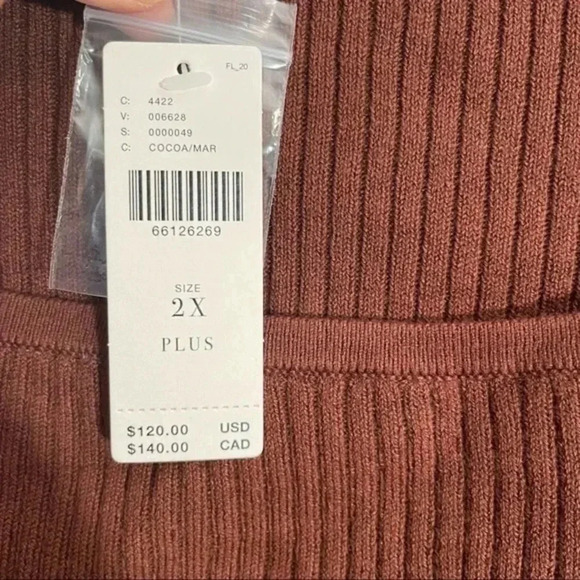 FL_20
C: 4422
V: 006628
S: 0000049
C: COCOA/MAR
66126269
SIZE
2X
PLUS
$120.00 USD
$140.00 CAD